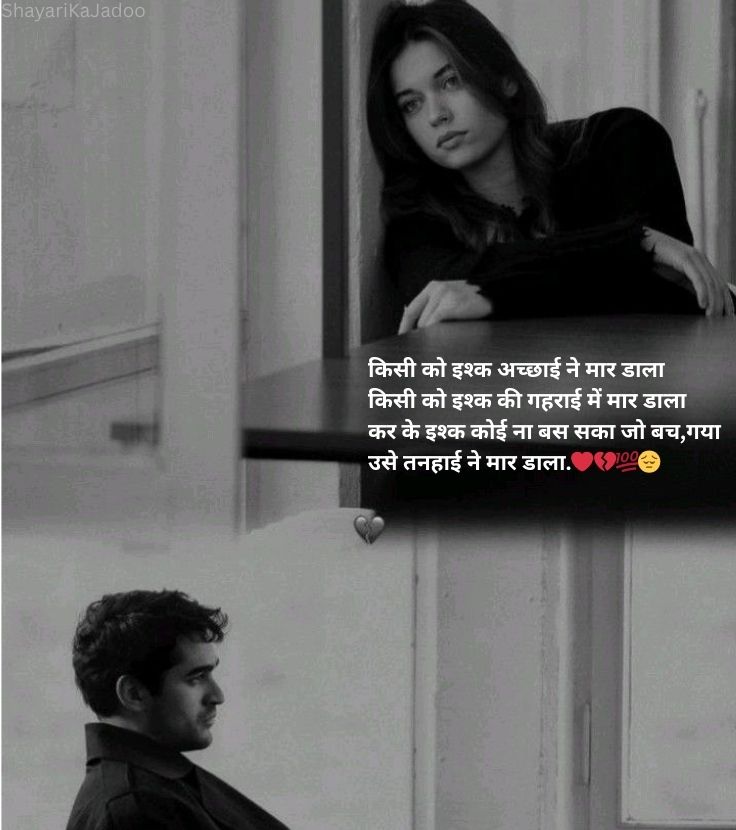 ShayariKaJadoo
किसी को इश्क अच्छाई ने मार डाला
किसी को इश्क की गहराई में मार डाला
कर के इश्क कोई ना बस सका जो बच,गया
उसे तनहाई ने मार डाला.❤️💔💯😔
💔